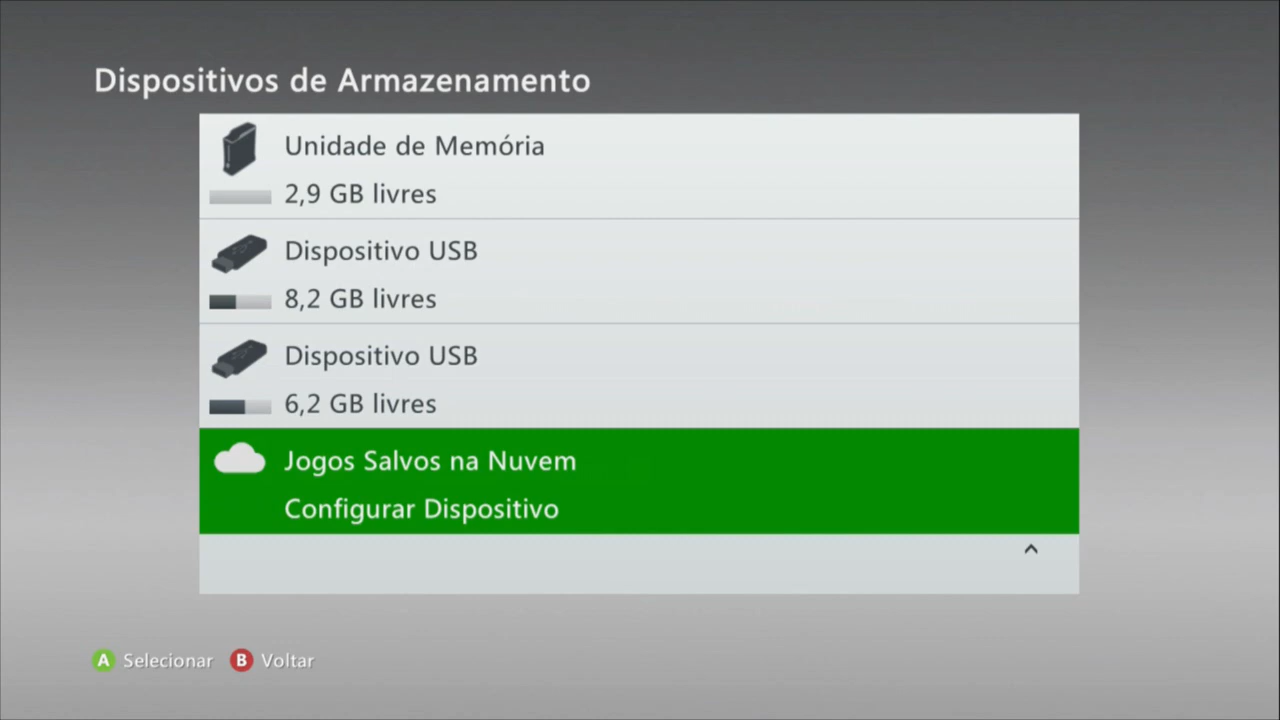 Dispositivos de Armazenamento
Unidade de Memória
2,9 GB livres
Dispositivo USB
8,2 GB livres
Dispositivo USB
6,2 GB livres
Jogos Salvos na Nuvem
Configurar Dispositivo
A Selecionar B Voltar